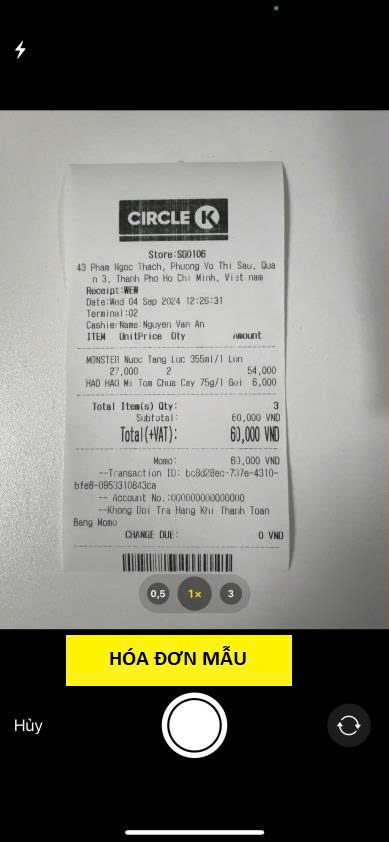 CIRCLE K
Store:SG0106
43 Pham Ngoc Thach, Phuong Vo Thi Sau, Qua
n 3, Thanh Pho Ho Chi Minh, Viet nam
Receipt:WEW
Date:Wed 04 Sep 2024 12:26:31
Terminal:02
CashierName:Nguyen Van An
ITEM UnitPrice Qty Amount
MONSTER Nuoc Tang Luc 355ml/1 Lon
27,000 2 54,000
HAO HAO Mi Tom Chua Cay 75g/1 Goi 6,000
Total Item(s) Qty: 3
Subtotal: 60,000 VND
Total(+VAT): 60,000 VND
Momo: 60,000 VND
--Transaction ID: bc8d28ec-737e-4310-
bfe8-0953310843ca
-- Account No.:
--Khong Doi Tra Hang Khi Thanh Toan
Bang Momo
CHANGE DUE: 0 VND
0,5 1× 3
HÓA ĐƠN MẪU
Hủy